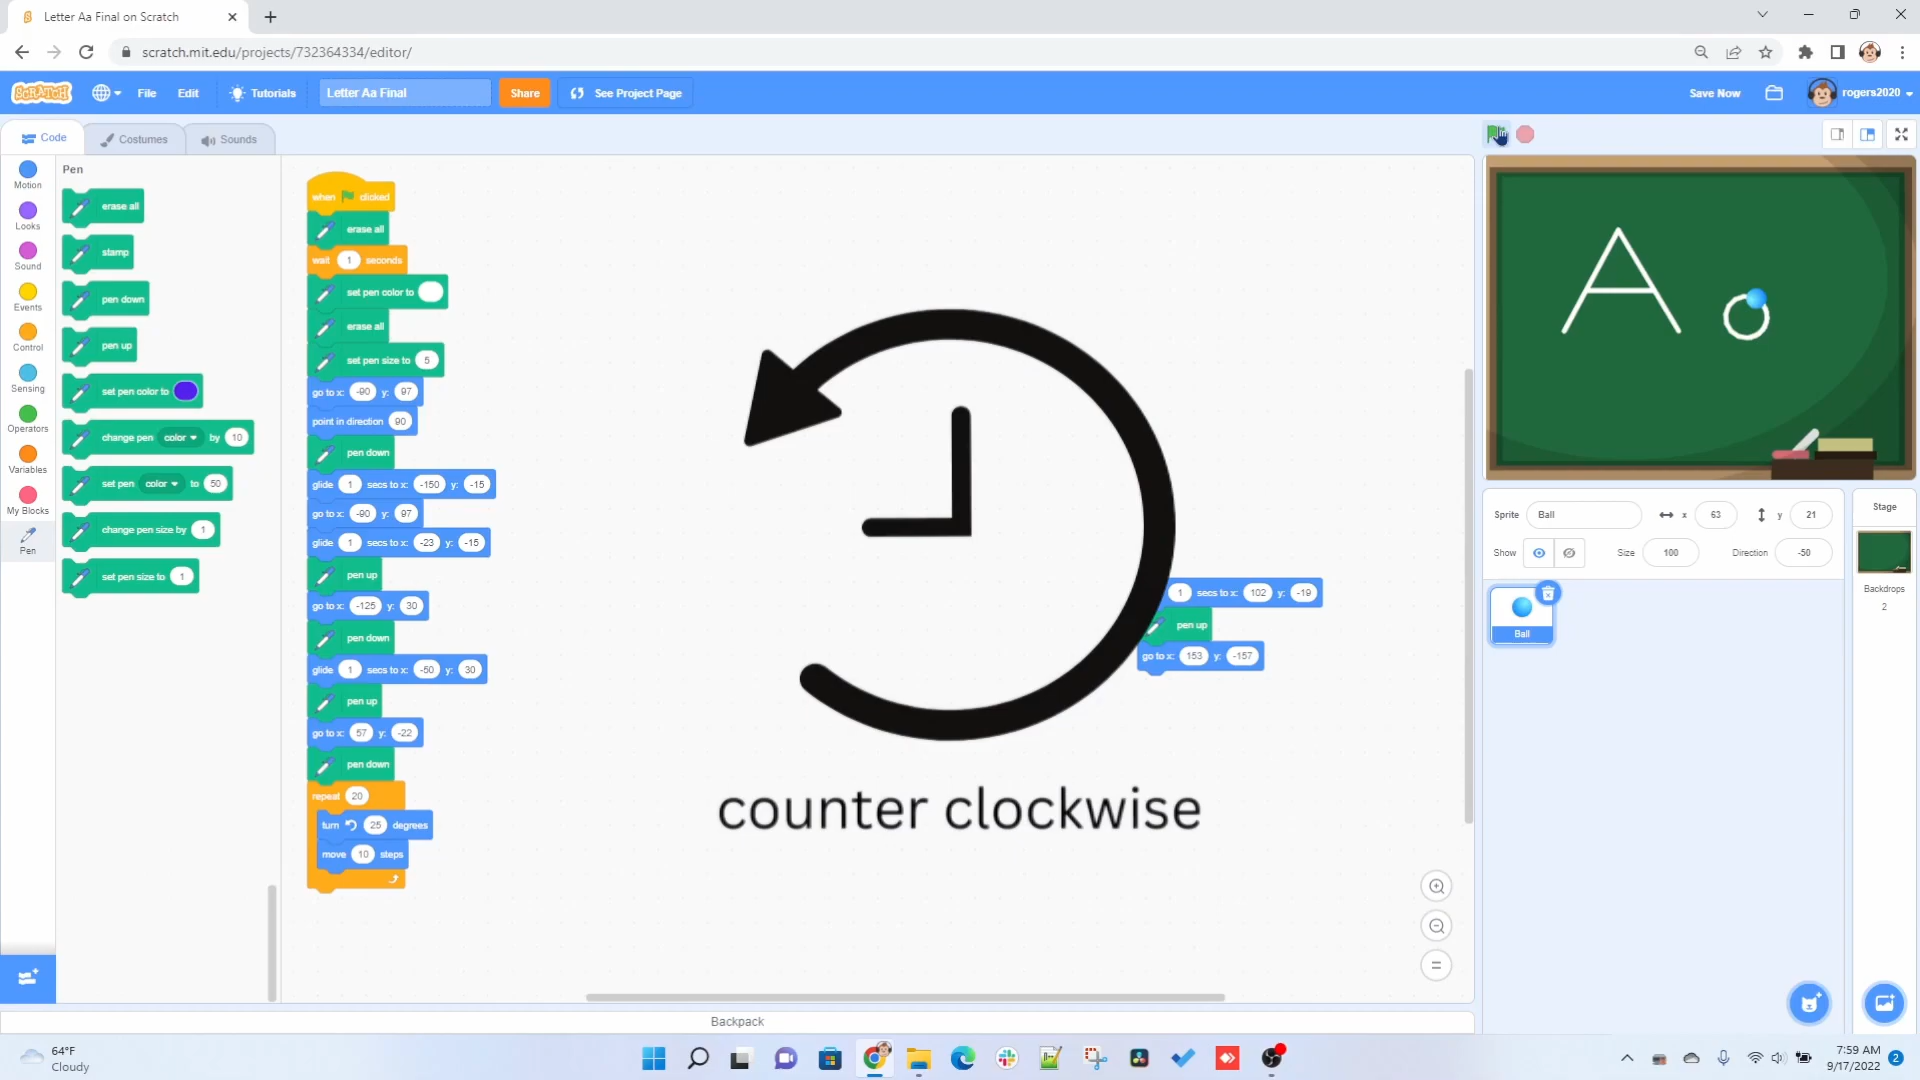 Letter Aa Final on Scratch
scratch.mit.edu/projects/732364334/editor/
SCRATCH File Edit Tutorials Letter Aa Final Share See Project Page Save Now rogers2020
Code Costumes Sounds
Motion
Looks
Sound
Events
Control
Sensing
Operators
Variables
My Blocks
Pen
Pen
erase all
stamp
pen down
pen up
set pen color to
change pen color by 10
set pen color to 50
change pen size by 1
set pen size to 1
when clicked
erase all
wait 1 seconds
set pen color to
erase all
set pen size to 5
go to x: -90 y: 97
point in direction 90
pen down
glide 1 secs to x: -150 y: -15
go to x: -90 y: 97
glide 1 secs to x: -23 y: -15
pen up
go to x: -125 y: 30
pen down
glide 1 secs to x: -50 y: 30
pen up
go to x: 57 y: -22
pen down
repeat 20
turn 25 degrees
move 10 steps
1 secs to x: 102 y: -19
pen up
go to x: 153 y: -157
counter clockwise
A
Sprite Ball x 63 y 21
Show Size 100 Direction -50
Ball
Stage
Backdrops
2
Backpack
64°F
Cloudy
7:59 AM
9/17/2022
2